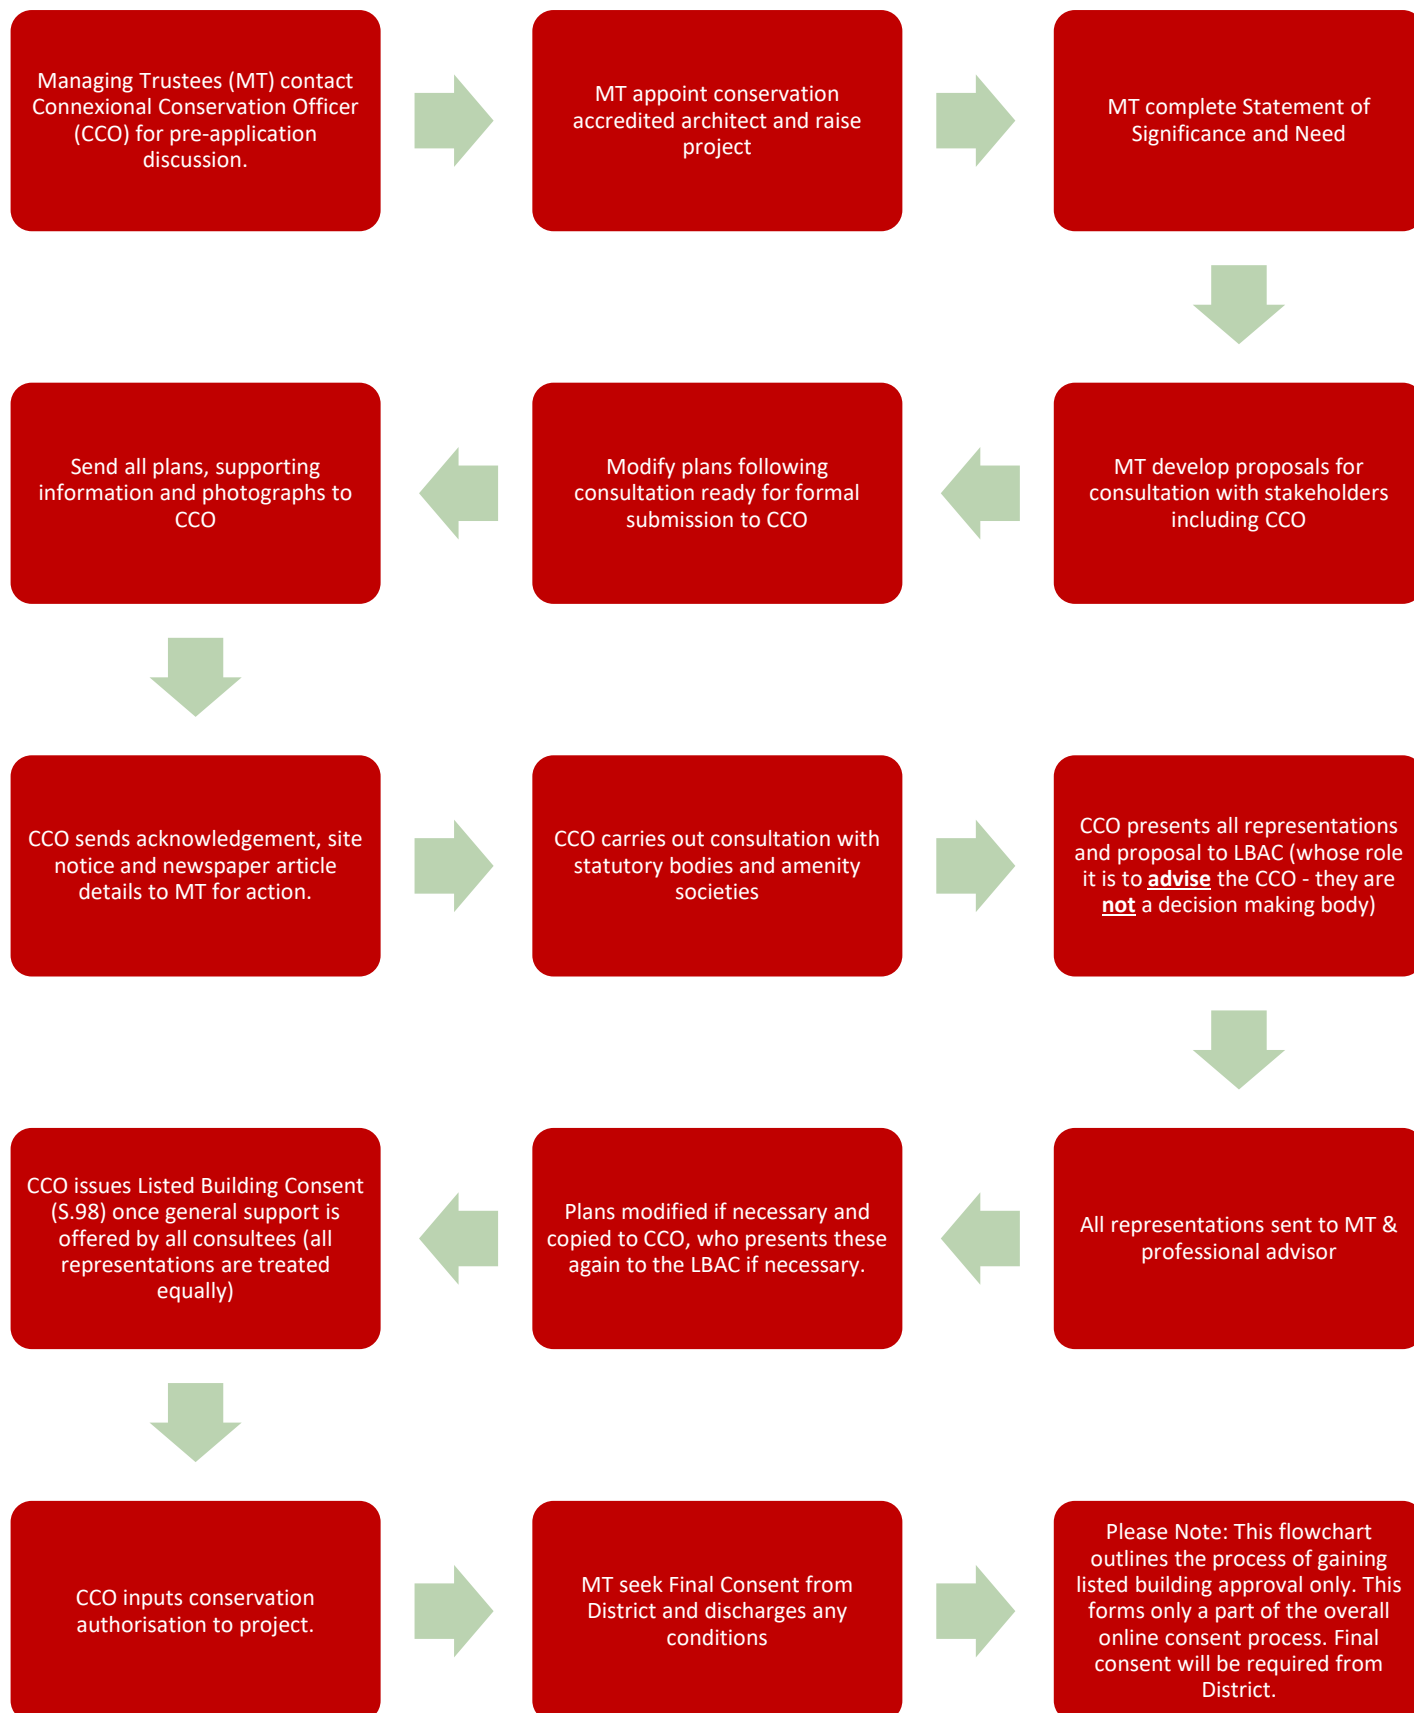 Managing Trustees (MT) contact
Connexional Conservation Officer
(CCO) for pre-application
discussion.
MT appoint conservation
accredited architect and raise
project
MT complete Statement of
Significance and Need
MT develop proposals for
consultation with stakeholders
including CCO
Modify plans following
consultation ready for formal
submission to CCO
Send all plans, supporting
information and photographs to
CCO
CCO sends acknowledgement, site
notice and newspaper article
details to MT for action.
CCO carries out consultation with
statutory bodies and amenity
societies
CCO presents all representations
and proposal to LBAC (whose role
it is to advise the CCO - they are
not a decision making body)
All representations sent to MT &
professional advisor
Plans modified if necessary and
copied to CCO, who presents these
again to the LBAC if necessary.
CCO issues Listed Building Consent
(S.98) once general support is
offered by all consultees (all
representations are treated
equally)
CCO inputs conservation
authorisation to project.
MT seek Final Consent from
District and discharges any
conditions
Please Note: This flowchart
outlines the process of gaining
listed building approval only. This
forms only a part of the overall
online consent process. Final
consent will be required from
District.